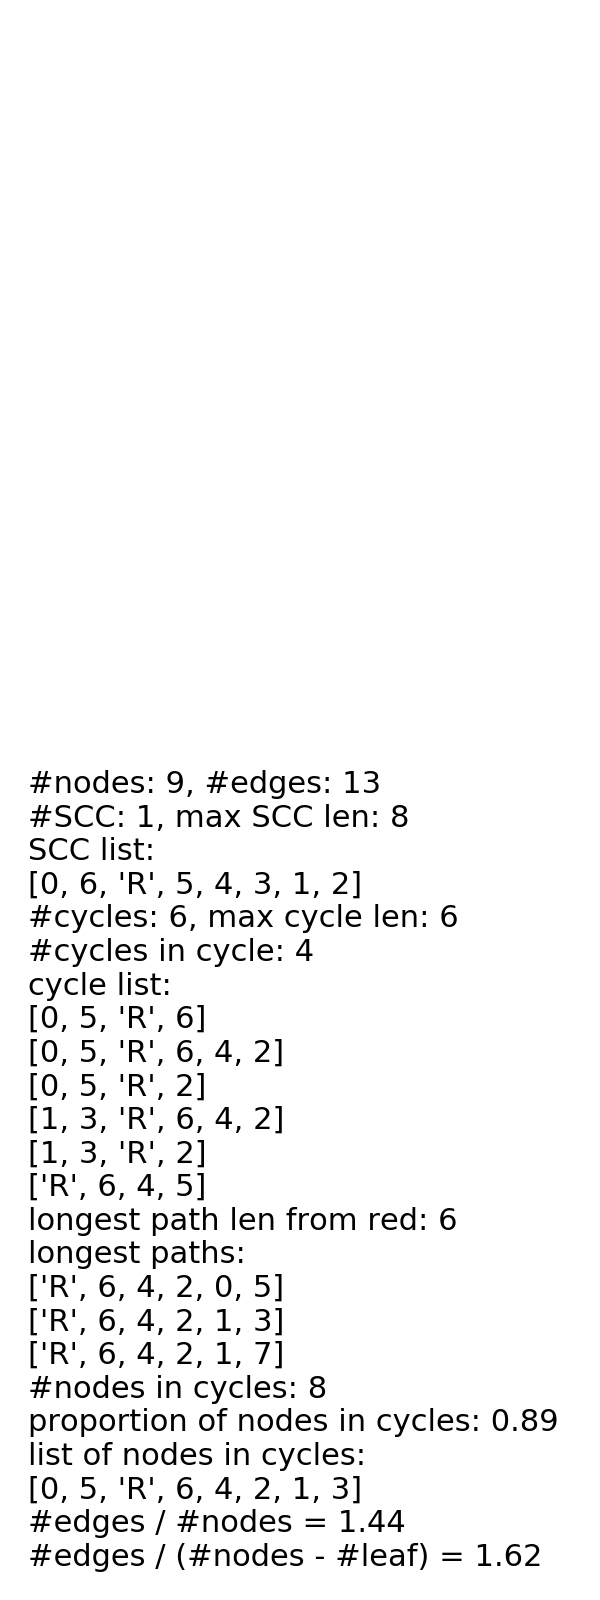 #nodes: 9, #edges: 13
#SCC: 1, max SCC len: 8
SCC list:
[0, 6, 'R', 5, 4, 3, 1, 2]
#cycles: 6, max cycle len: 6
#cycles in cycle: 4
cycle list:
[0, 5, 'R', 6]
[0, 5, 'R', 6, 4, 2]
[0, 5, 'R', 2]
[1, 3, 'R', 6, 4, 2]
[1, 3, 'R', 2]
['R', 6, 4, 5]
longest path len from red: 6
longest paths:
['R', 6, 4, 2, 0, 5]
['R', 6, 4, 2, 1, 3]
['R', 6, 4, 2, 1, 7]
#nodes in cycles: 8
proportion of nodes in cycles: 0.89
list of nodes in cycles:
[0, 5, 'R', 6, 4, 2, 1, 3]
#edges / #nodes = 1.44
#edges / (#nodes - #leaf) = 1.62